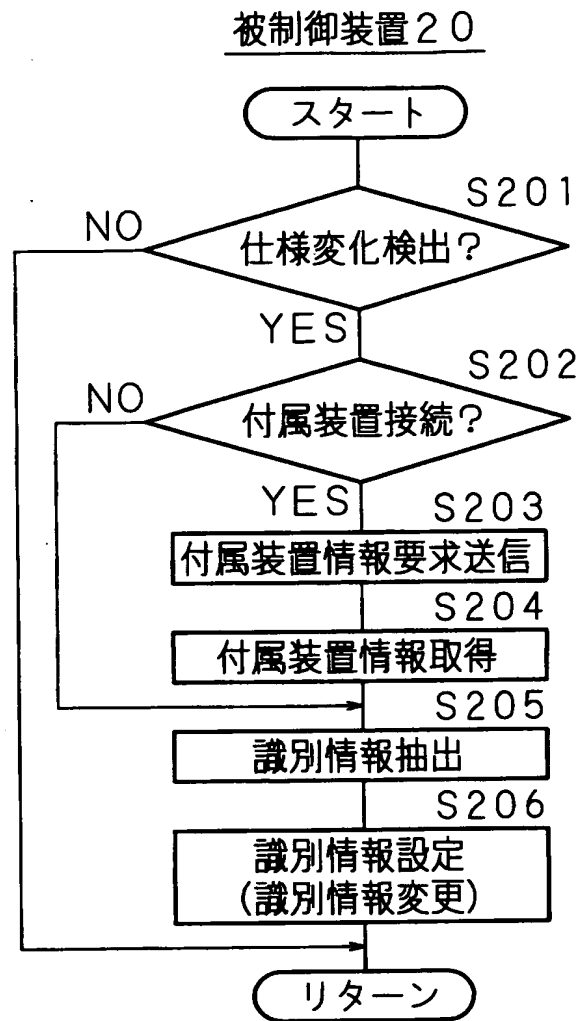 被制御装置20
スタート
S201
NO
仕様変化検出?
YES
S202
NO
付属装置接続?
YES
S203
付属装置情報要求送信
S204
付属装置情報取得
S205
識別情報抽出
S206
識別情報設定
(識別情報変更)
リターン